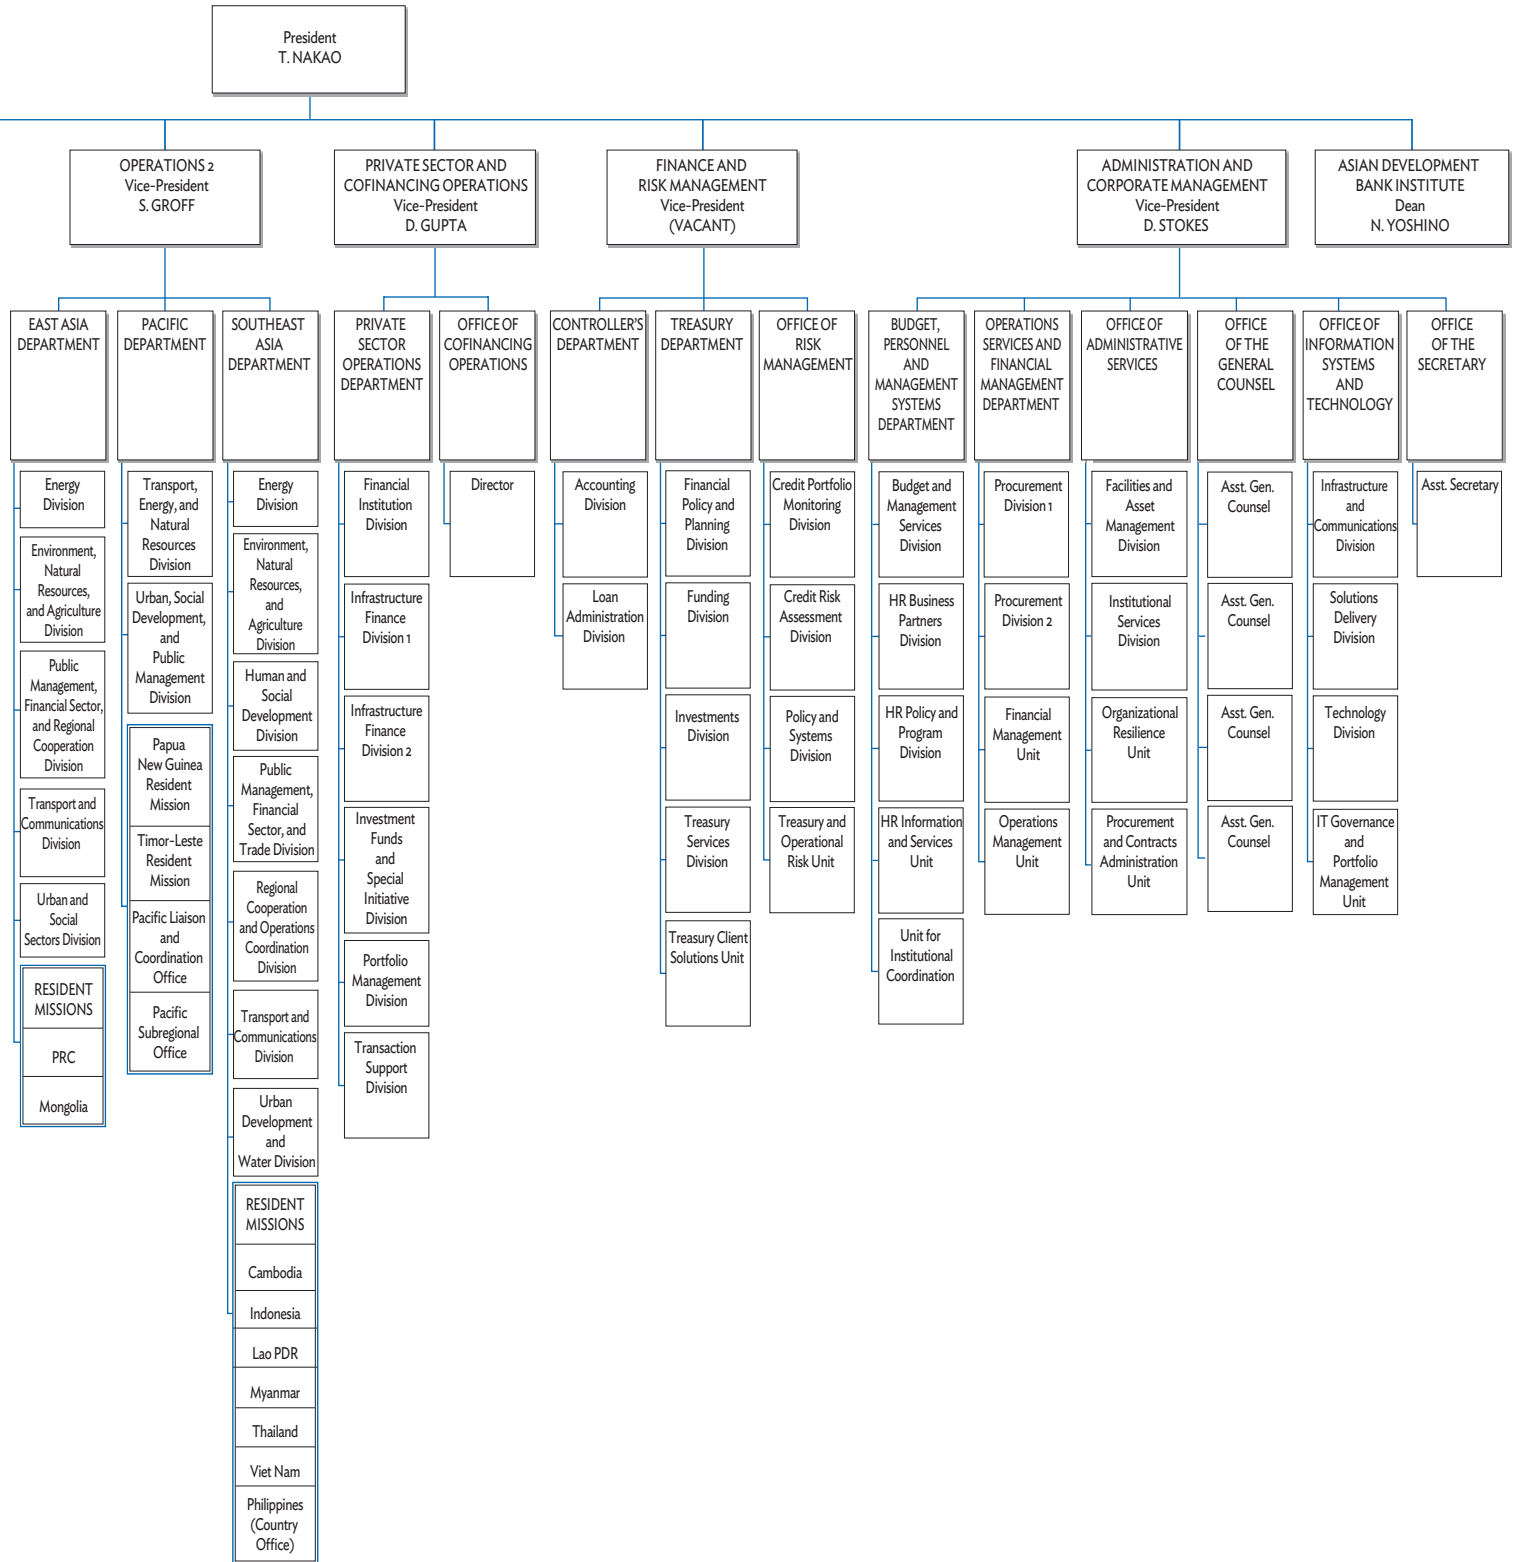 President
T. NAKAO
OPERATIONS 2
Vice-President
S. GROFF
PRIVATE SECTOR AND
COFINANCING OPERATIONS
Vice-President
D. GUPTA
FINANCE AND
RISK MANAGEMENT
Vice-President
(VACANT)
ADMINISTRATION AND
CORPORATE MANAGEMENT
Vice-President
D. STOKES
ASIAN DEVELOPMENT
BANK INSTITUTE
Dean
N. YOSHINO
EAST ASIA
DEPARTMENT
PACIFIC
DEPARTMENT
SOUTHEAST
ASIA
DEPARTMENT
PRIVATE
SECTOR
OPERATIONS
DEPARTMENT
OFFICE OF
COFINANCING
OPERATIONS
CONTROLLER'S
DEPARTMENT
TREASURY
DEPARTMENT
OFFICE OF
RISK
MANAGEMENT
BUDGET,
PERSONNEL
AND
MANAGEMENT
SYSTEMS
DEPARTMENT
OPERATIONS
SERVICES AND
FINANCIAL
MANAGEMENT
DEPARTMENT
OFFICE OF
ADMINISTRATIVE
SERVICES
OFFICE
OF THE
GENERAL
COUNSEL
OFFICE OF
INFORMATION
SYSTEMS
AND
TECHNOLOGY
OFFICE
OF THE
SECRETARY
Energy
Division
Environment,
Natural
Resources,
and Agriculture
Division
Public
Management,
Financial Sector,
and Regional
Cooperation
Division
Transport and
Communications
Division
Urban and
Social
Sectors Division
RESIDENT
MISSIONS
PRC
Mongolia
Transport,
Energy, and
Natural
Resources
Division
Urban, Social
Development,
and
Public
Management
Division
Papua
New Guinea
Resident
Mission
Timor-Leste
Resident
Mission
Pacific Liaison
and
Coordination
Office
Pacific
Subregional
Office
Energy
Division
Environment,
Natural
Resources,
and
Agriculture
Division
Human and
Social
Development
Division
Public
Management,
Financial
Sector, and
Trade Division
Regional
Cooperation
and Operations
Coordination
Division
Transport and
Communications
Division
Urban
Development
and
Water Division
RESIDENT
MISSIONS
Cambodia
Indonesia
Lao PDR
Myanmar
Thailand
Viet Nam
Philippines
(Country
Office)
Financial
Institution
Division
Infrastructure
Finance
Division 1
Infrastructure
Finance
Division 2
Investment
Funds
and
Special
Initiative
Division
Portfolio
Management
Division
Transaction
Support
Division
Director
Accounting
Division
Loan
Administration
Division
Financial
Policy and
Planning
Division
Funding
Division
Investments
Division
Treasury
Services
Division
Treasury Client
Solutions Unit
Credit Portfolio
Monitoring
Division
Credit Risk
Assessment
Division
Policy and
Systems
Division
Treasury and
Operational
Risk Unit
Budget and
Management
Services
Division
HR Business
Partners
Division
HR Policy and
Program
Division
HR Information
and Services
Unit
Unit for
Institutional
Coordination
Procurement
Division 1
Procurement
Division 2
Financial
Management
Unit
Operations
Management
Unit
Facilities and
Asset
Management
Division
Institutional
Services
Division
Organizational
Resilience
Unit
Procurement
and Contracts
Administration
Unit
Asst. Gen.
Counsel
Asst. Gen.
Counsel
Asst. Gen.
Counsel
Asst. Gen.
Counsel
Infrastructure
and
Communications
Division
Solutions
Delivery
Division
Technology
Division
IT Governance
and
Portfolio
Management
Unit
Asst. Secretary